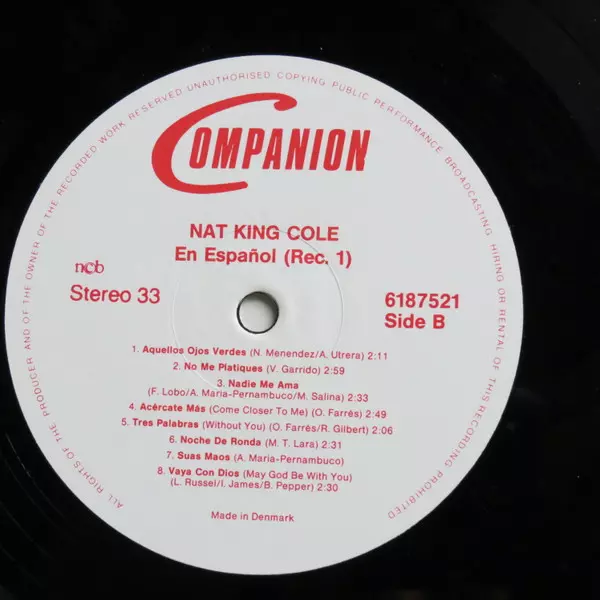 ALL RIGHTS OF THE PRODUCER AND OF THE OWNER OF THE RECORDED WORK RESERVED UNAUTHORISED COPYING PUBLIC PERFORMANCE BROADCASTING HIRING OR RENTAL OF THIS RECORDING PROHIBITED
COMPANION
NAT KING COLE
En Español (Rec. 1)
ncb
Stereo 33
6187521
Side B
1. Aquellos Ojos Verdes (N. Menendez/A. Utrera) 2:11
2. No Me Platiques (V. Garrido) 2:59
3. Nadie Me Ama
(F. Lobo/A. Maria-Pernambuco/M. Salina) 2:33
4. Acércate Más (Come Closer To Me) (O. Farrés) 2:49
5. Tres Palabras (Without You) (O. Farrés/R. Gilbert) 2:06
6. Noche De Ronda (M. T. Lara) 2:31
7. Suas Maos (A. Maria-Pernambuco)
8. Vaya Con Dios (May God Be With You)
(L. Russel/I. James/B. Pepper) 2:30
Made in Denmark